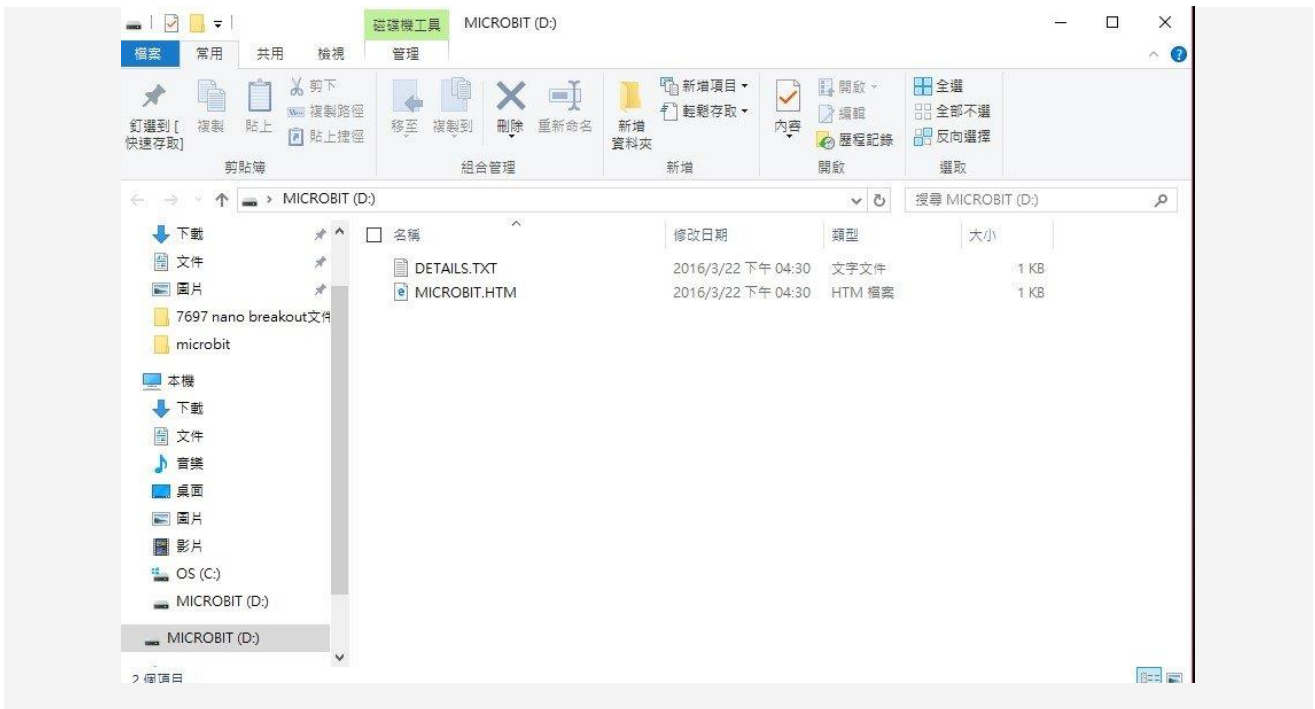 磁碟機工具 MICROBIT (D:)
檔案 常用 共用 檢視 管理
釘選到 [快速存取]
複製
貼上
剪下
複製路徑
貼上捷徑
剪貼簿
移至
複製到
刪除
重新命名
組合管理
新增資料夾
新增項目
輕鬆存取
新增
內容
開啟
編輯
歷程記錄
開啟
全選
全部不選
反向選擇
選取
MICROBIT (D:)
搜尋 MICROBIT (D:)
下載
文件
圖片
7697 nano breakout文件
microbit
本機
下載
文件
音樂
桌面
圖片
影片
OS (C:)
MICROBIT (D:)
MICROBIT (D:)
名稱 修改日期 類型 大小
DETAILS.TXT 2016/3/22 下午 04:30 文字文件 1 KB
MICROBIT.HTM 2016/3/22 下午 04:30 HTM 檔案 1 KB
2 個項目